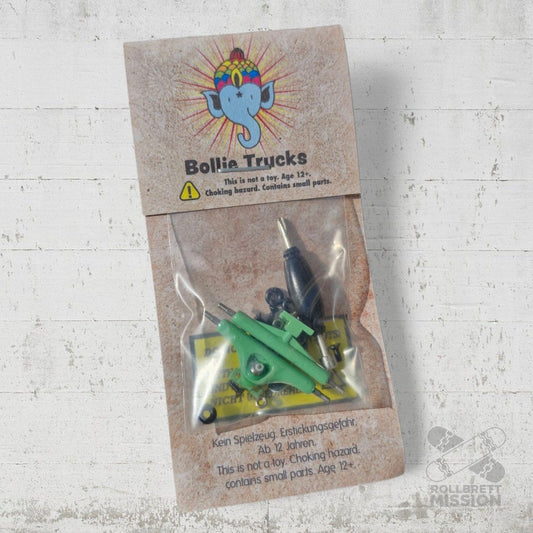 Bollie Trucks
This is not a toy. Age 12+.
Choking hazard. Contains small parts.
Kein Spielzeug. Erstickungsgefahr.
Ab 12 Jahren.
This is not a toy. Choking hazard,
contains small parts. Age 12+.
ROLLBRETT
MISSION